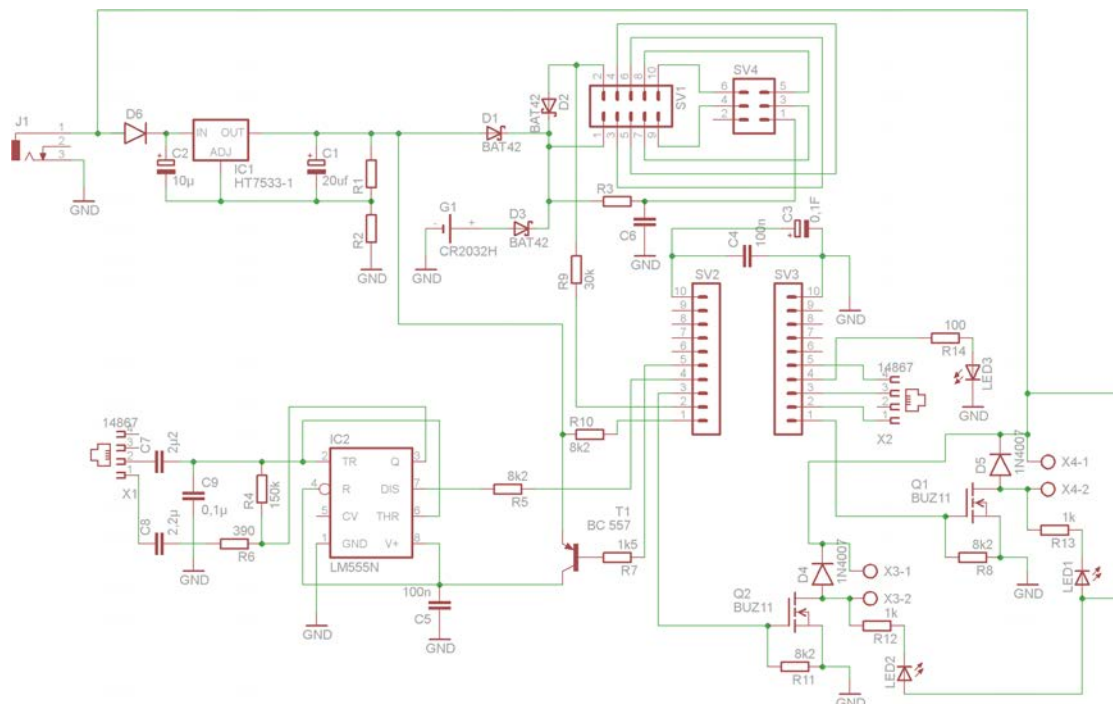 J1
1
2
3
GND
D6
C2
10µ
IN OUT
ADJ
IC1
HT7533-1
C1
20uf
R1
R2
GND
D1
BAT42
D2
BAT42
G1
- +
CR2032H
GND
D3
BAT42
2 4 6 8 10
1 3 5 7 9
SV1
SV4
6 5
4 3
2 1
R3
C6
GND
R9
30k
C4
100n
C3
0,1F
SV2
10
9
8
7
6
5
4
3
2
1
SV3
10
9
8
7
6
5
4
3
2
1
GND
100
R14
LED3
GND
14867
4
3
2
1
X2
R10
8k2
14867
4
3
2
1
X1
C7
2µ2
C8
2,2µ
C9
0,1µ
R4
150k
390
R6
GND
IC2
2 TR Q 3
4 R DIS 7
5 CV THR 6
1 GND V+ 8
LM555N
GND
8k2
R5
T1
BC 557
1k5
R7
100n
C5
GND
D5
1N4007
X4-1
X4-2
Q1
BUZ11
8k2
R8
GND
1k
R13
LED1
D4
1N4007
X3-1
X3-2
Q2
BUZ11
8k2
R11
GND
1k
R12
LED2